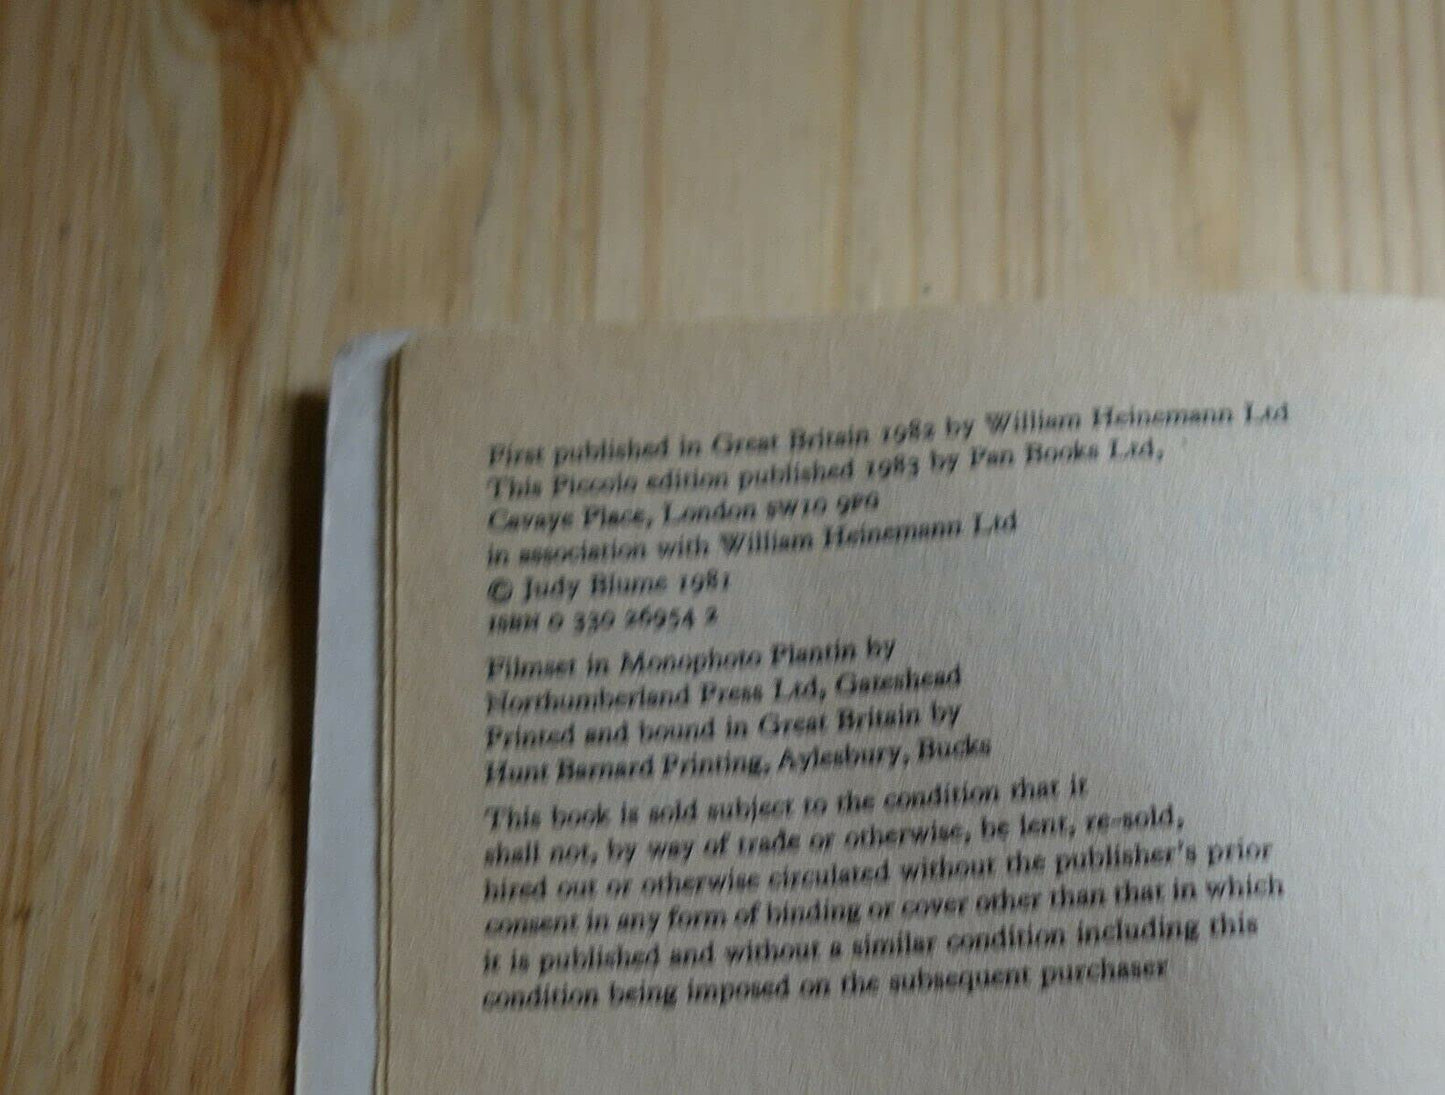 First published in Great Britain 1982 by William Heinemann Ltd
This Piccolo edition published 1983 by Pan Books Ltd,
Cavaye Place, London SW10 9PG
in association with William Heinemann Ltd
© Judy Blume 1981
ISBN 0 330 26954 2
Filmset in Monophoto Plantin by
Northumberland Press Ltd, Gateshead
Printed and bound in Great Britain by
Hunt Barnard Printing, Aylesbury, Bucks
This book is sold subject to the condition that it
shall not, by way of trade or otherwise, be lent, re-sold,
hired out or otherwise circulated without the publisher's prior
consent in any form of binding or cover other than that in which
it is published and without a similar condition including this
condition being imposed on the subsequent purchaser